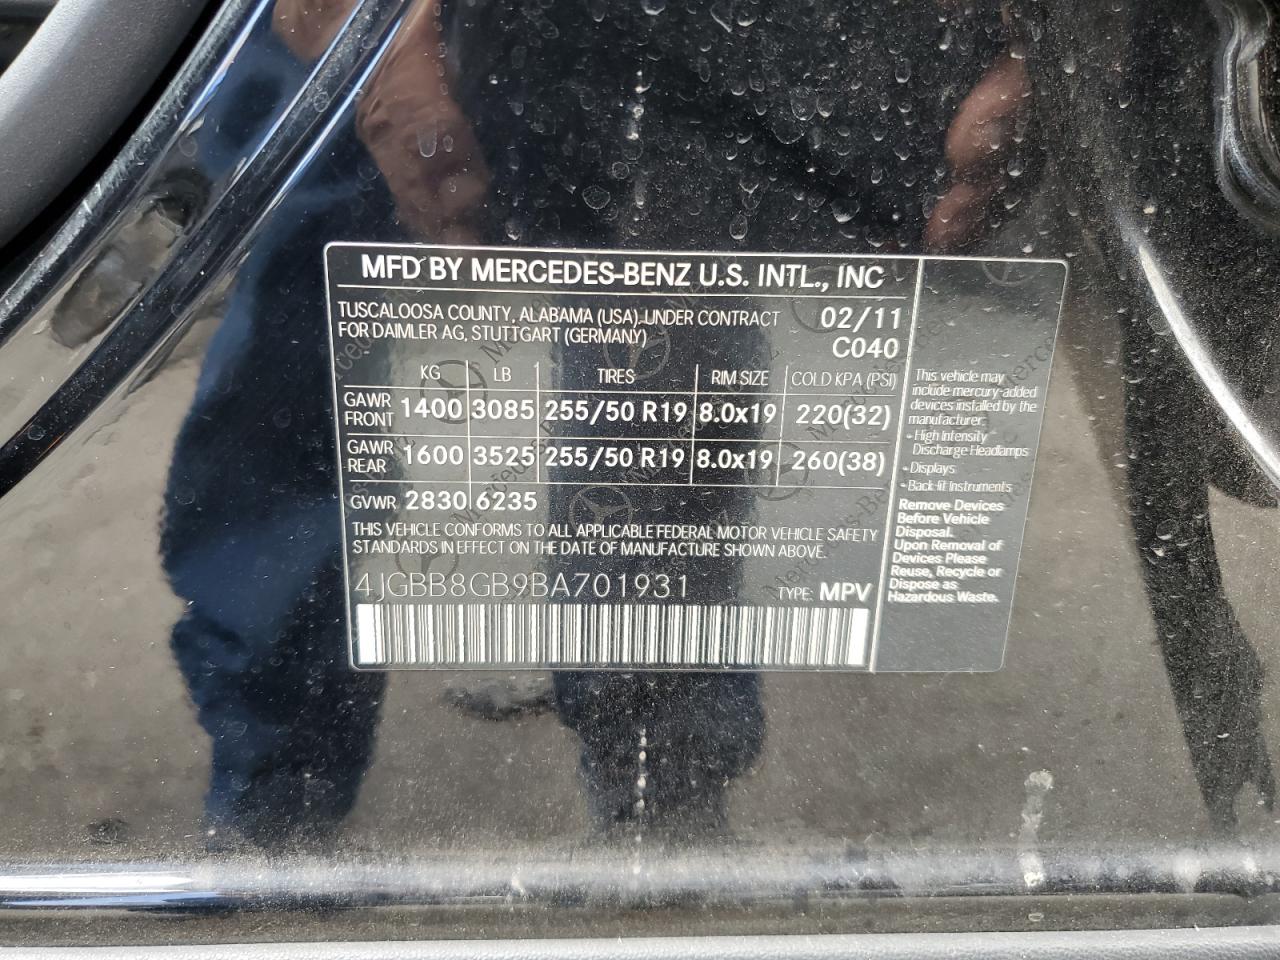 MFD BY MERCEDES-BENZ U.S. INTL., INC
TUSCALOOSA COUNTY, ALABAMA (USA), UNDER CONTRACT 02/11
FOR DAIMLER AG, STUTTGART (GERMANY) C040
KG LB TIRES RIM SIZE COLD KPA (PSI)
GAWR FRONT 1400 3085 255/50 R19 8.0x19 220(32)
GAWR REAR 1600 3525 255/50 R19 8.0x19 260(38)
GVWR 2830 6235
THIS VEHICLE CONFORMS TO ALL APPLICABLE FEDERAL MOTOR VEHICLE SAFETY
STANDARDS IN EFFECT ON THE DATE OF MANUFACTURE SHOWN ABOVE.
4JGBB8GB9BA701931 TYPE: MPV
This vehicle may
include mercury-added
devices installed by the
manufacturer:
• High Intensity
Discharge Headlamps
• Displays
• Back lit Instruments
Remove Devices
Before Vehicle
Disposal.
Upon Removal of
Devices Please
Reuse, Recycle or
Dispose as
Hazardous Waste.